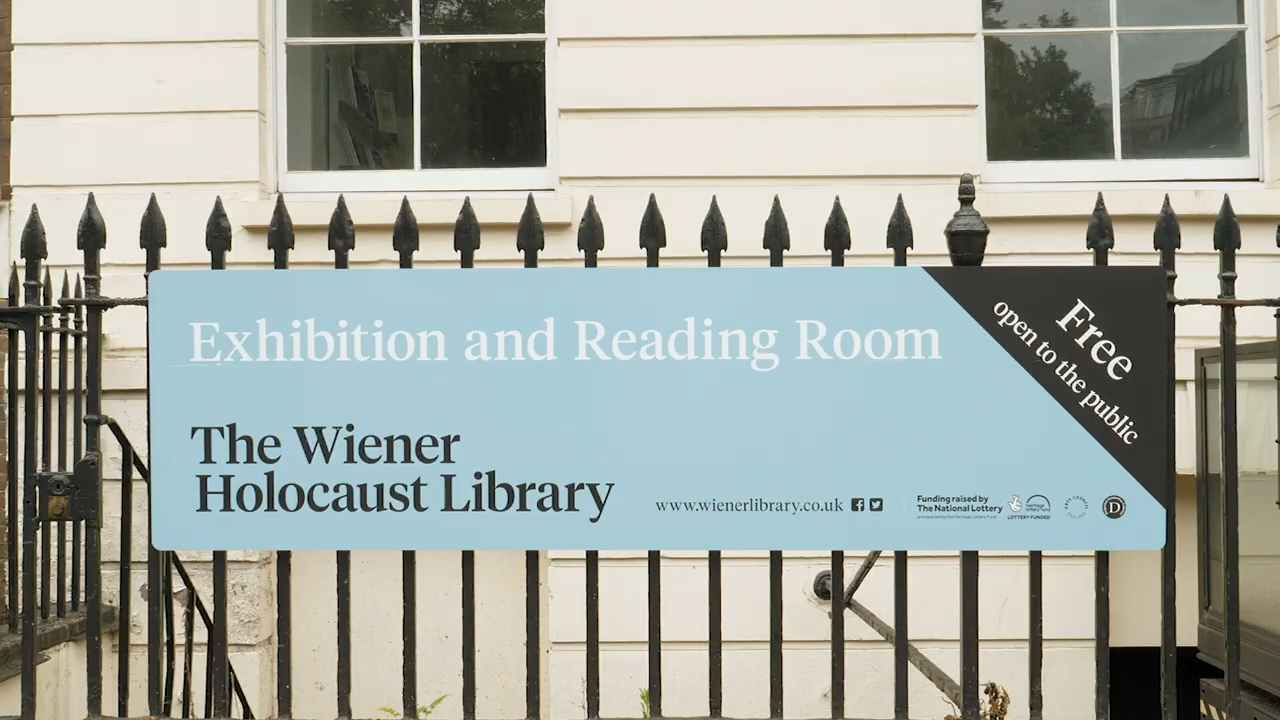 Exhibition and Reading Room
Free
open to the public
The Wiener
Holocaust Library
www.wienerlibrary.co.uk
Funding raised by
The National Lottery
LOTTERY FUNDED
D